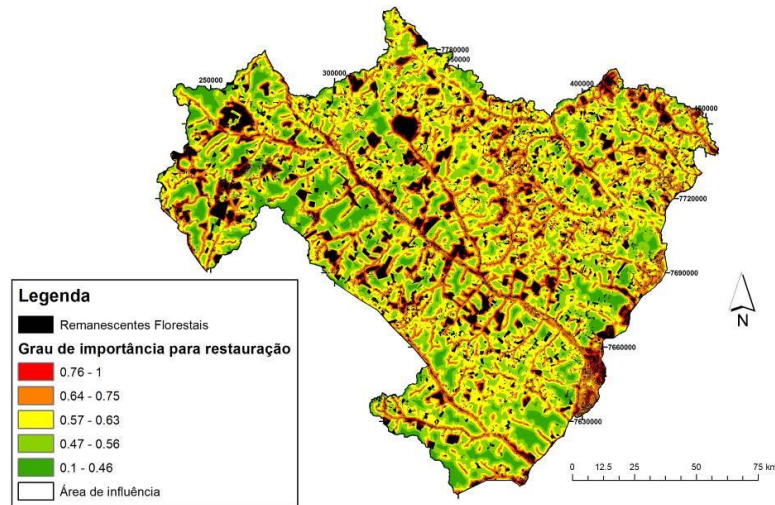 7780000
250000
300000
400000
7720000
7690000
7660000
7630000
N
0 12.5 25 50 75 km
Legenda
Remanescentes Florestais
Grau de importância para restauração
0.76 - 1
0.64 - 0.75
0.57 - 0.63
0.47 - 0.56
0.1 - 0.46
Área de influência